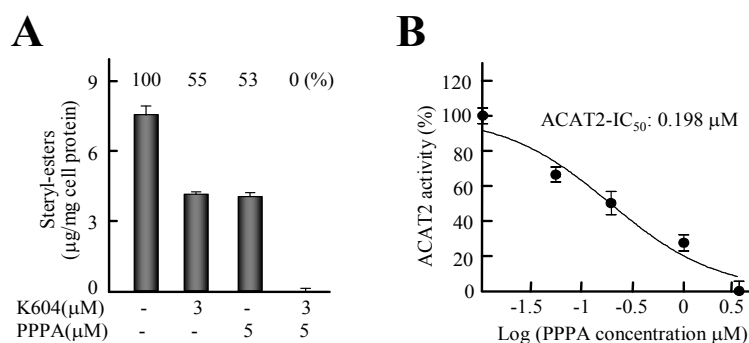 A
9
6
3
0
Steryl-esters
(µg/mg cell protein)
100 55 53 0 (%)
K604(µM) - 3 - 3
PPPA(µM) - - 5 5
B
120
100
80
60
40
20
0
ACAT2 activity (%)
ACAT2-IC₅₀: 0.198 µM
-1.5 -1 -0.5 0 0.5
Log (PPPA concentration µM)